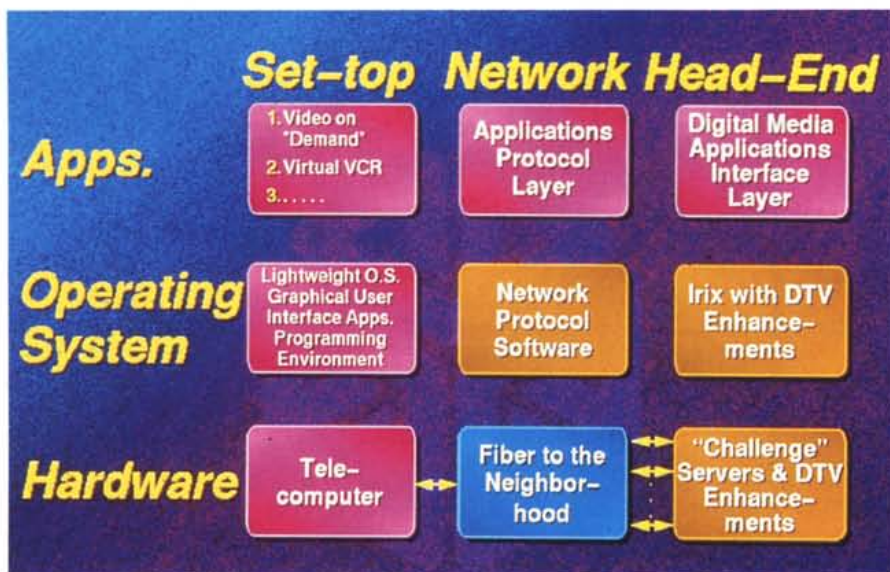 Set-top Network Head-End
Apps.
1. Video on
"Demand"
2. Virtual VCR
3. . . . . .
Applications
Protocol
Layer
Digital Media
Applications
Interface
Layer
Operating
System
Lightweight O.S.
Graphical User
Interface Apps.
Programming
Environment
Network
Protocol
Software
Irix with DTV
Enhance-
ments
Hardware
Tele-
computer
Fiber to the
Neighbor-
hood
"Challenge"
Servers & DTV
Enhance-
ments